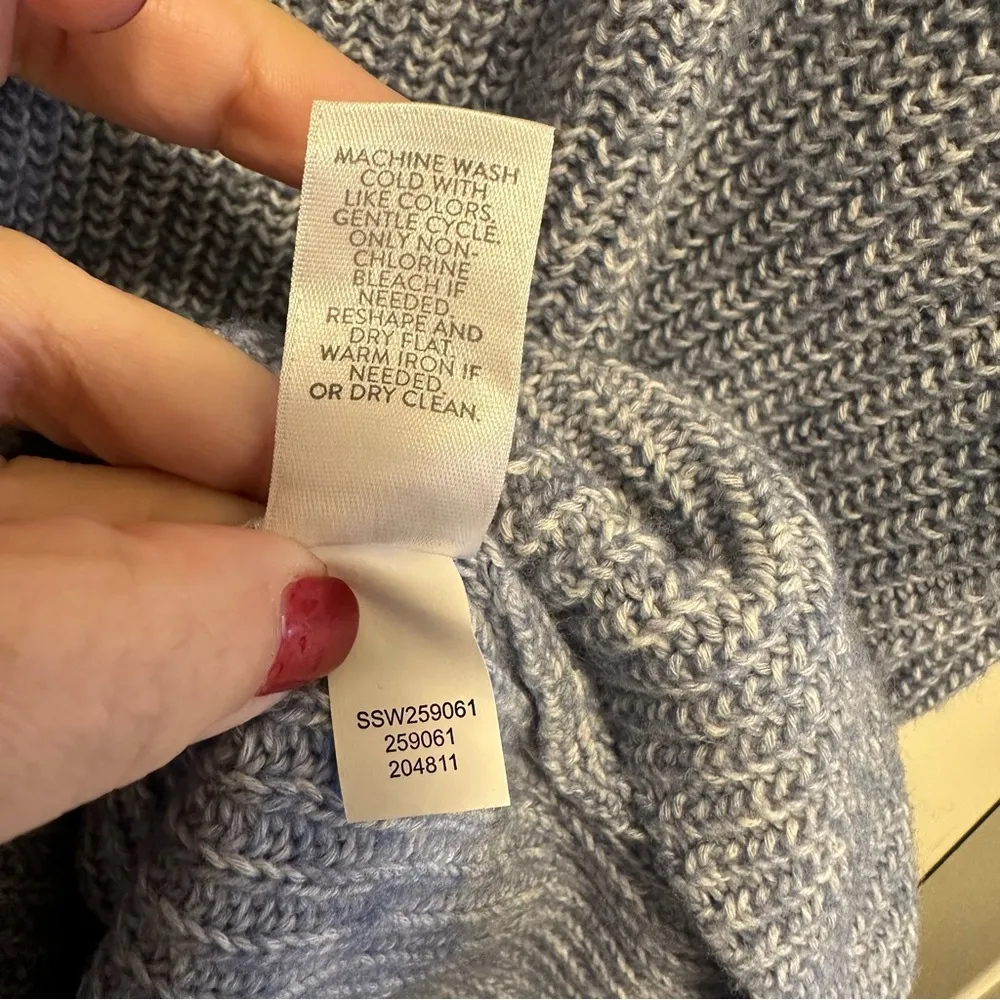 MACHINE WASH
COLD WITH
LIKE COLORS.
GENTLE CYCLE.
ONLY NON-
CHLORINE
BLEACH IF
NEEDED.
RESHAPE AND
DRY FLAT.
WARM IRON IF
NEEDED.
OR DRY CLEAN.
SSW259061
259061
204811